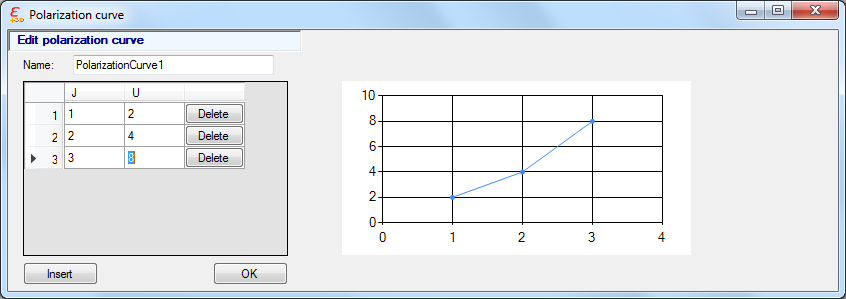 Polarization curve
Edit polarization curve
Name: PolarizationCurve1
J U
1 1 2 Delete
2 2 4 Delete
3 3 8 Delete
Insert OK
10
8
6
4
2
0
0 1 2 3 4